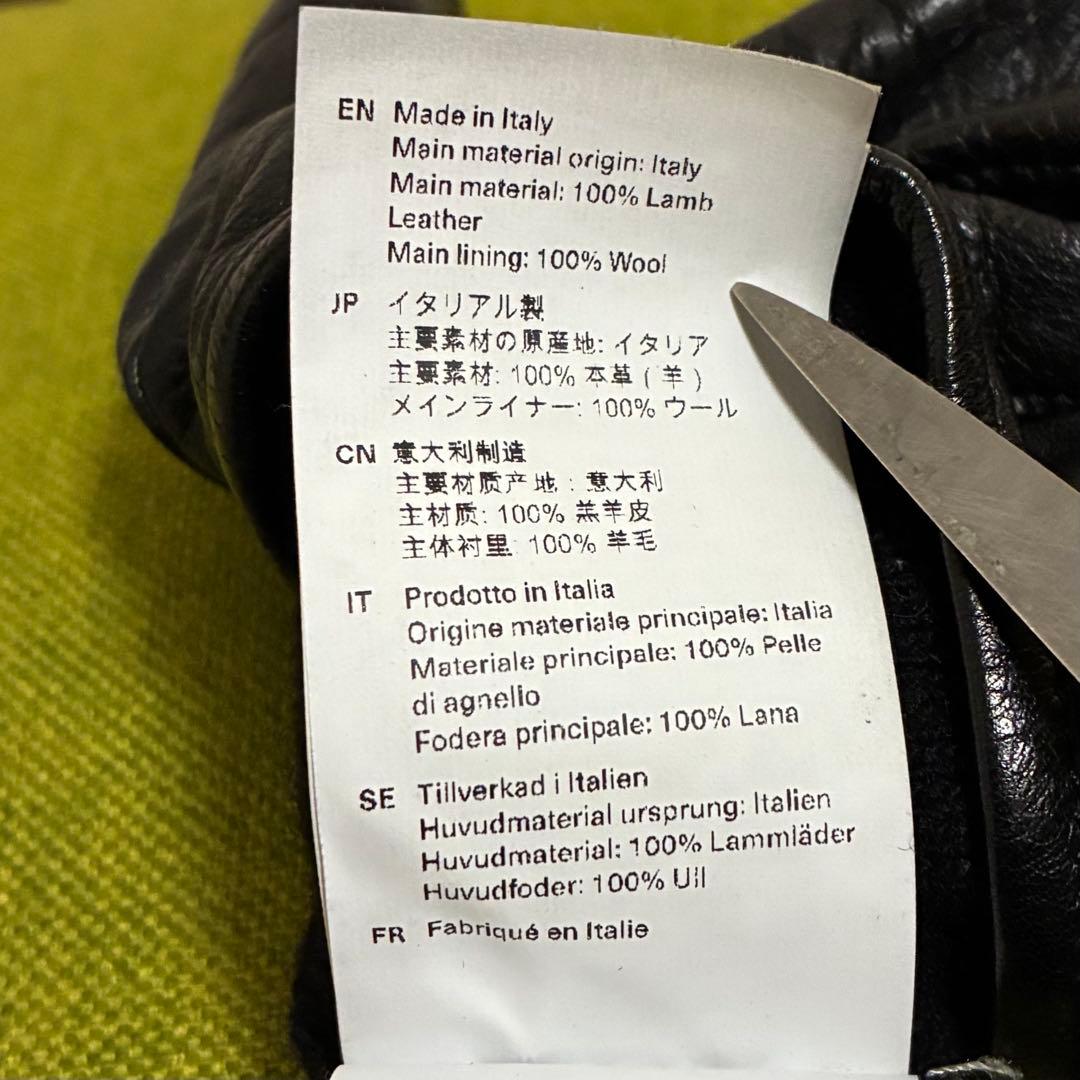 EN Made in Italy
Main material origin: Italy
Main material: 100% Lamb
Leather
Main lining: 100% Wool
JP イタリアル製
主要素材の原産地: イタリア
主要素材: 100% 本革 ( 羊 )
メインライナー: 100% ウール
CN 意大利制造
主要材质产地 : 意大利
主材质: 100% 羔羊皮
主体衬里: 100% 羊毛
IT Prodotto in Italia
Origine materiale principale: Italia
Materiale principale: 100% Pelle
di agnello
Fodera principale: 100% Lana
SE Tillverkad i Italien
Huvudmaterial ursprung: Italien
Huvudmaterial: 100% Lammläder
Huvudfoder: 100% Ull
FR Fabriqué en Italie